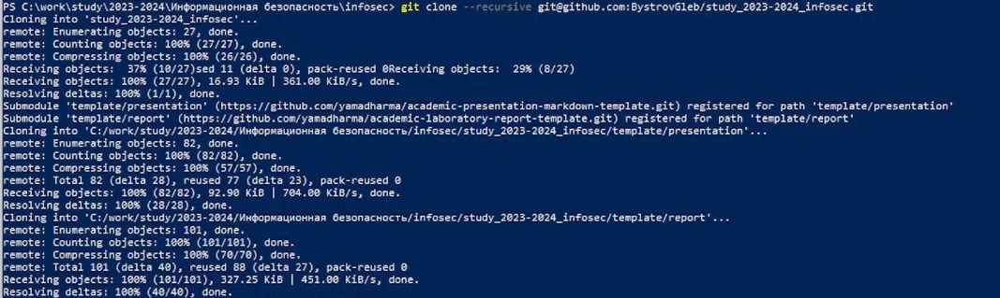 PS C:\work\study\2023-2024\Информационная безопасность\infosec> git clone --recursive git@github.com:BystrovGleb/study_2023-2024_infosec.git
Cloning into 'study_2023-2024_infosec'...
remote: Enumerating objects: 27, done.
remote: Counting objects: 100% (27/27), done.
remote: Compressing objects: 100% (26/26), done.
Receiving objects:  37% (10/27)sed 11 (delta 0), pack-reused 0Receiving objects:  29% (8/27)
Receiving objects: 100% (27/27), 16.93 KiB | 361.00 KiB/s, done.
Resolving deltas: 100% (1/1), done.
Submodule 'template/presentation' (https://github.com/yamadharma/academic-presentation-markdown-template.git) registered for path 'template/presentation'
Submodule 'template/report' (https://github.com/yamadharma/academic-laboratory-report-template.git) registered for path 'template/report'
Cloning into 'C:/work/study/2023-2024/Информационная безопасность/infosec/study_2023-2024_infosec/template/presentation'...
remote: Enumerating objects: 82, done.
remote: Counting objects: 100% (82/82), done.
remote: Compressing objects: 100% (57/57), done.
remote: Total 82 (delta 28), reused 77 (delta 23), pack-reused 0
Receiving objects: 100% (82/82), 92.90 KiB | 704.00 KiB/s, done.
Resolving deltas: 100% (28/28), done.
Cloning into 'C:/work/study/2023-2024/Информационная безопасность/infosec/study_2023-2024_infosec/template/report'...
remote: Enumerating objects: 101, done.
remote: Counting objects: 100% (101/101), done.
remote: Compressing objects: 100% (70/70), done.
remote: Total 101 (delta 40), reused 88 (delta 27), pack-reused 0
Receiving objects: 100% (101/101), 327.25 KiB | 451.00 KiB/s, done.
Resolving deltas: 100% (40/40), done.